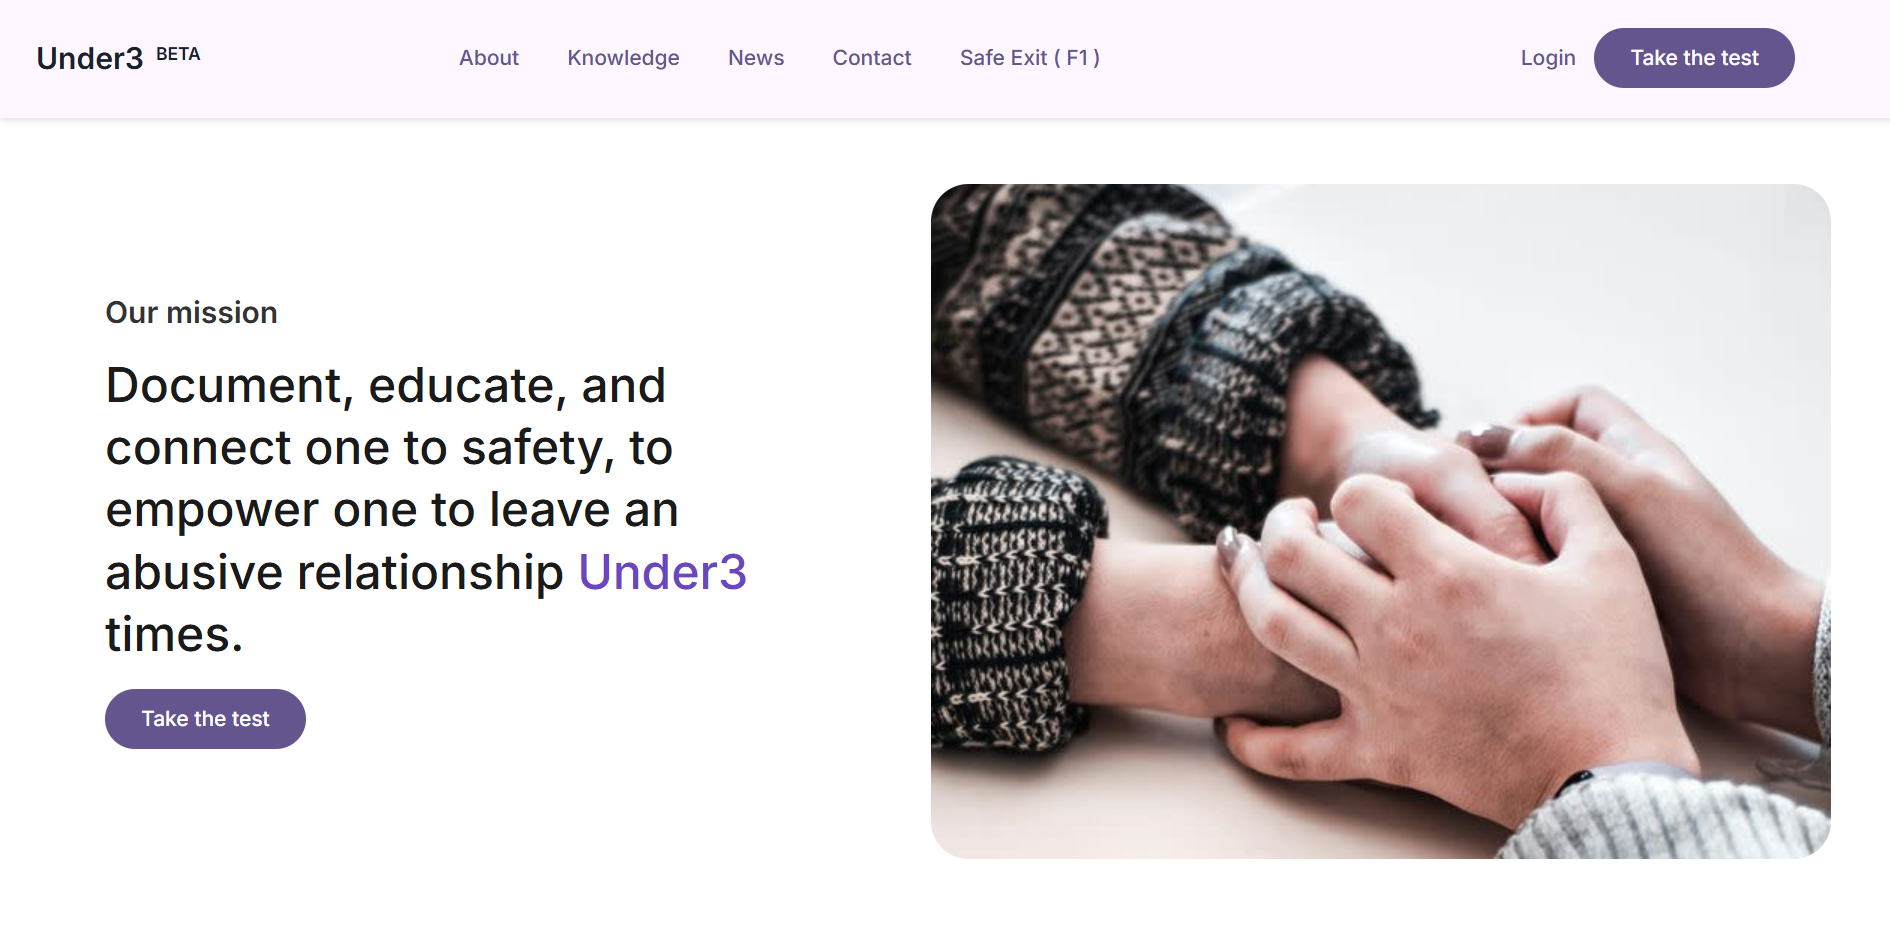 Under3 BETA
About Knowledge News Contact Safe Exit ( F1 ) Login Take the test
Our mission
Document, educate, and
connect one to safety, to
empower one to leave an
abusive relationship Under3
times.
Take the test